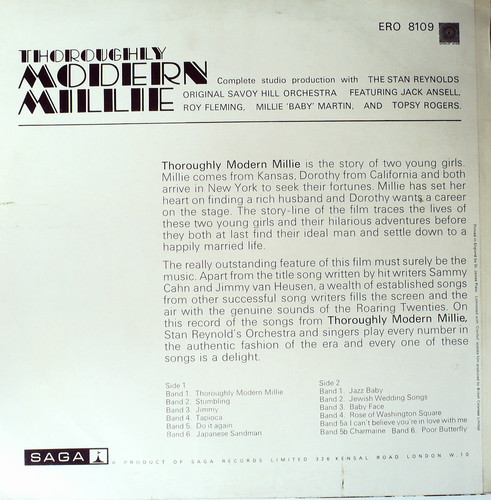 ERO 8109
THOROUGHLY
MODERN
MILLIE
Complete studio production with THE STAN REYNOLDS
ORIGINAL SAVOY HILL ORCHESTRA FEATURING JACK ANSELL,
ROY FLEMING, MILLIE 'BABY' MARTIN, AND TOPSY ROGERS.
Thoroughly Modern Millie is the story of two young girls.
Millie comes from Kansas, Dorothy from California and both
arrive in New York to seek their fortunes. Millie has set her
heart on finding a rich husband and Dorothy wants a career
on the stage. The story-line of the film traces the lives of
these two young girls and their hilarious adventures before
they both at last find their ideal man and settle down to a
happily married life.
The really outstanding feature of this film must surely be the
music. Apart from the title song written by hit writers Sammy
Cahn and Jimmy van Heusen, a wealth of established songs
from other successful song writers fills the screen and the
air with the genuine sounds of the Roaring Twenties. On
this record of the songs from Thoroughly Modern Millie,
Stan Reynold's Orchestra and singers play every number in
the authentic fashion of the era and every one of these
songs is a delight.
Side 1
Band 1. Thoroughly Modern Millie
Band 2. Stumbling
Band 3. Jimmy
Band 4. Tapioca
Band 5. Do it again
Band 6. Japanese Sandman
Side 2
Band 1. Jazz Baby
Band 2. Jewish Wedding Songs
Band 3. Baby Face
Band 4. Rose of Washington Square
Band 5a I can't believe you're in love with me
Band 5b Charmaine Band 6. Poor Butterfly
SAGA
A PRODUCT OF SAGA RECORDS LIMITED 326 KENSAL ROAD LONDON W.10